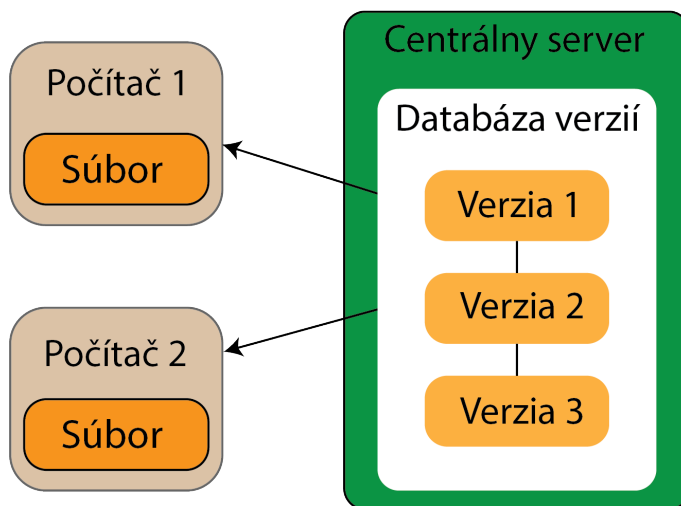 Počítač 1
Súbor
Počítač 2
Súbor
Centrálny server
Databáza verzií
Verzia 1
Verzia 2
Verzia 3